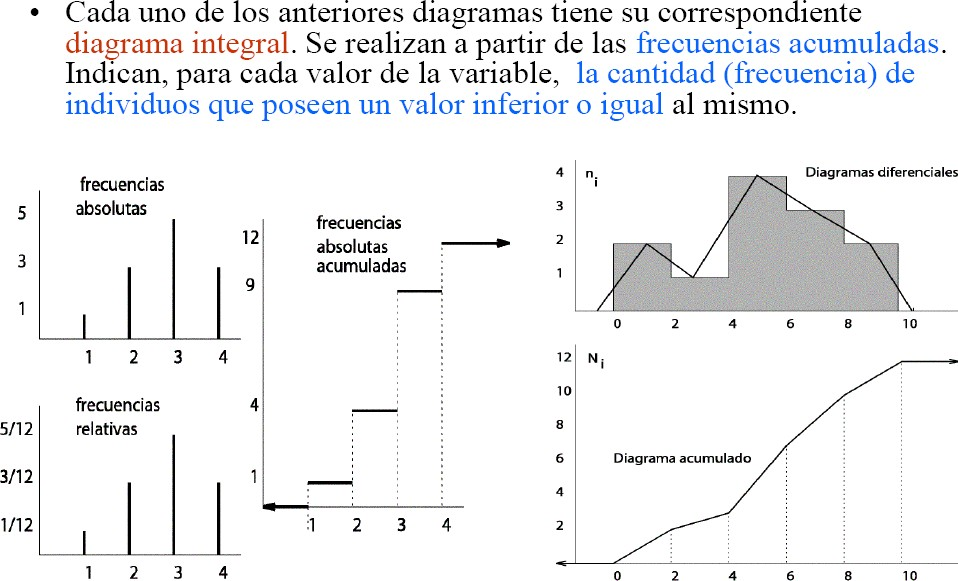 • Cada uno de los anteriores diagramas tiene su correspondiente
diagrama integral. Se realizan a partir de las frecuencias acumuladas.
Indican, para cada valor de la variable, la cantidad (frecuencia) de
individuos que poseen un valor inferior o igual al mismo.
frecuencias
absolutas
5
3
1
1 2 3 4
frecuencias
relativas
5/12
3/12
1/12
1 2 3 4
frecuencias
absolutas
acumuladas
12
9
4
1
1 2 3 4
4 ni Diagramas diferenciales
3
2
1
0 2 4 6 8 10
12 Ni
10
8
6
4
2
Diagrama acumulado
0 2 4 6 8 10